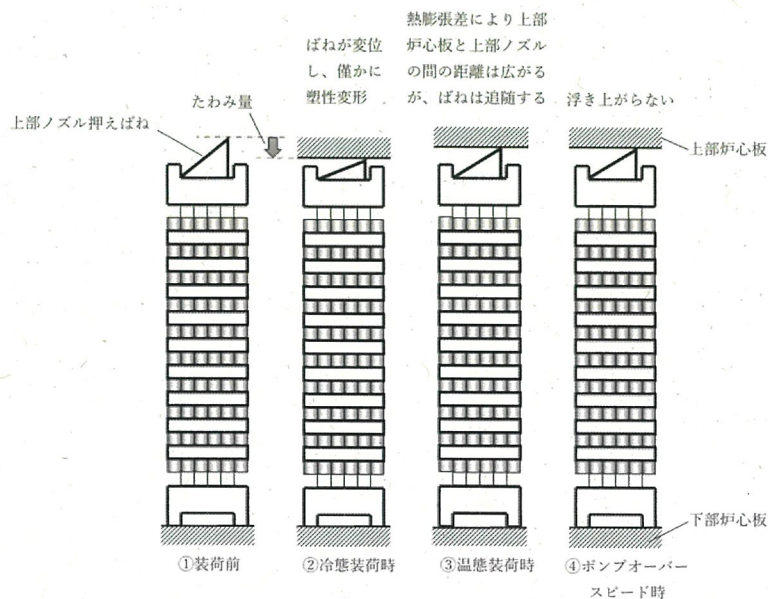 上部ノズル押えばね
たわみ量
ばねが変位
し、僅かに
塑性変形
熱膨張差により上部
炉心板と上部ノズル
の間の距離は広がる
が、ばねは追随する
浮き上がらない
上部炉心板
下部炉心板
①装荷前
②冷態装荷時
③温態装荷時
④ポンプオーバー
スピード時